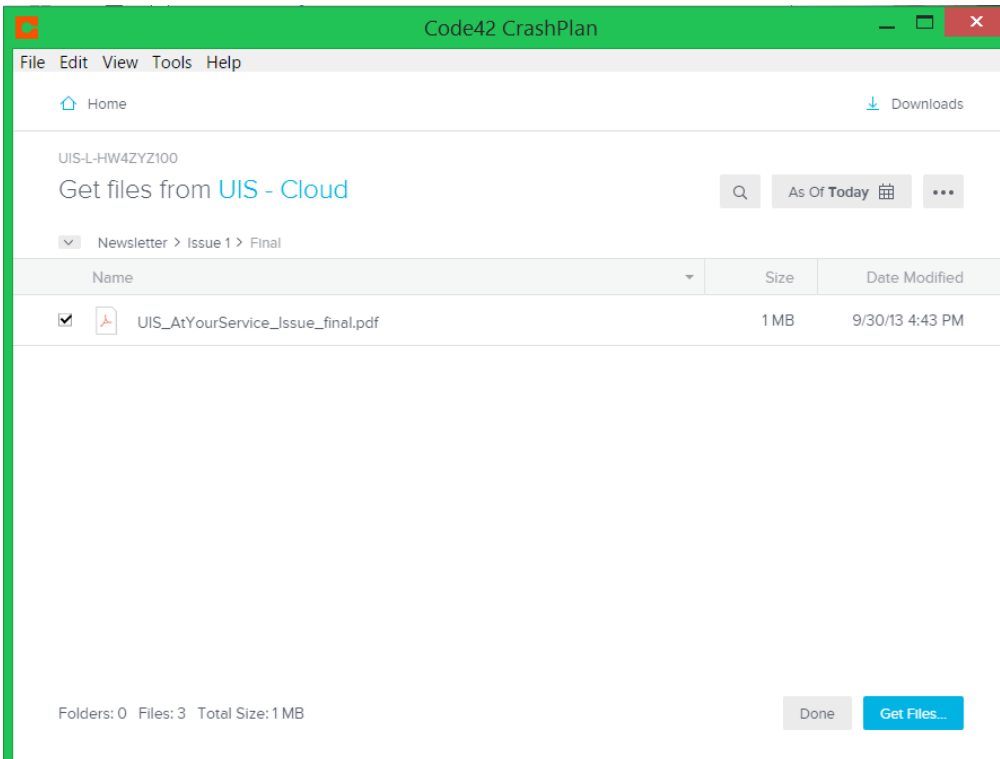 Code42 CrashPlan
File Edit View Tools Help
Home Downloads
UIS-L-HW4ZYZ100
Get files from UIS - Cloud As Of Today
Newsletter > Issue 1 > Final
Name Size Date Modified
UIS_AtYourService_Issue_final.pdf 1 MB 9/30/13 4:43 PM
Folders: 0 Files: 3 Total Size: 1 MB Done Get Files...